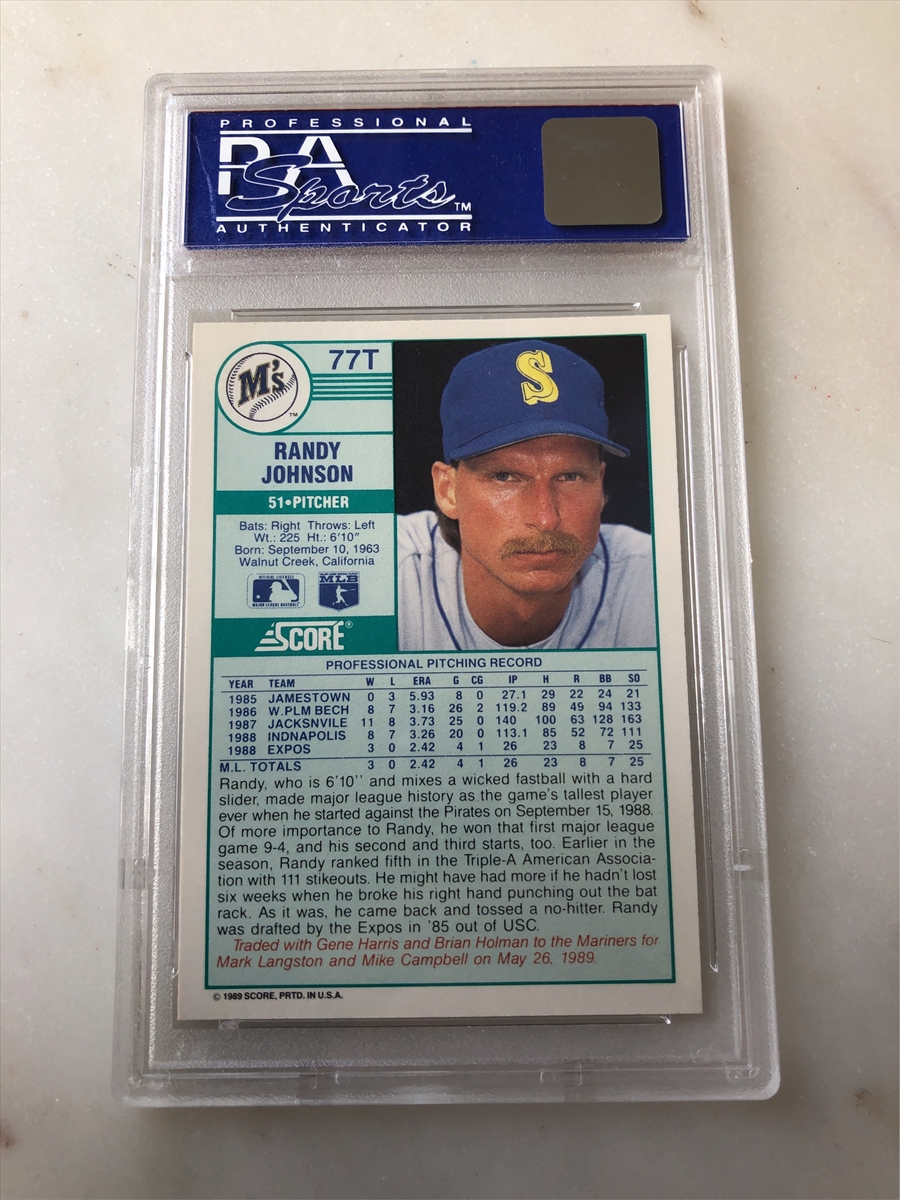 PROFESSIONAL
PSA
Sports™
AUTHENTICATOR
M's™
77T
S
RANDY
JOHNSON
51•PITCHER
Bats: Right Throws: Left
Wt.: 225 Ht.: 6'10"
Born: September 10, 1963
Walnut Creek, California
OFFICIAL LICENSEE
MAJOR LEAGUE BASEBALL
MLB
SCORE®
PROFESSIONAL PITCHING RECORD
YEAR TEAM W L ERA G CG IP H R BB SO
1985 JAMESTOWN 0 3 5.93 8 0 27.1 29 22 24 21
1986 W.PLM BECH 8 7 3.16 26 2 119.2 89 49 94 133
1987 JACKSNVILE 11 8 3.73 25 0 140 100 63 128 163
1988 INDNAPOLIS 8 7 3.26 20 0 113.1 85 52 72 111
1988 EXPOS 3 0 2.42 4 1 26 23 8 7 25
M.L. TOTALS 3 0 2.42 4 1 26 23 8 7 25
Randy, who is 6'10'' and mixes a wicked fastball with a hard
slider, made major league history as the game's tallest player
ever when he started against the Pirates on September 15, 1988.
Of more importance to Randy, he won that first major league
game 9-4, and his second and third starts, too. Earlier in the
season, Randy ranked fifth in the Triple-A American Associa-
tion with 111 stikeouts. He might have had more if he hadn't lost
six weeks when he broke his right hand punching out the bat
rack. As it was, he came back and tossed a no-hitter. Randy
was drafted by the Expos in '85 out of USC.
Traded with Gene Harris and Brian Holman to the Mariners for
Mark Langston and Mike Campbell on May 26, 1989.
© 1989 SCORE, PRTD. IN U.S.A.